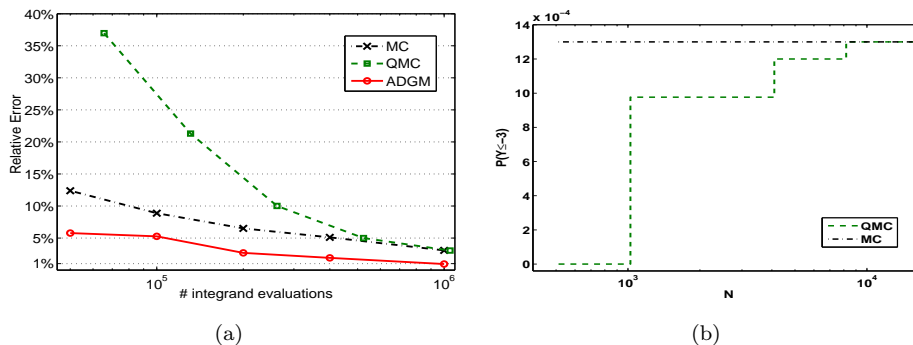 40%
35%
30%
25%
20%
15%
10%
5%
1%
Relative Error
10^5
10^6
# integrand evaluations
MC
QMC
ADGM
(a)
x 10^-4
14
12
10
8
6
4
2
0
P(Y≤-3)
10^3
10^4
N
QMC
MC
(b)